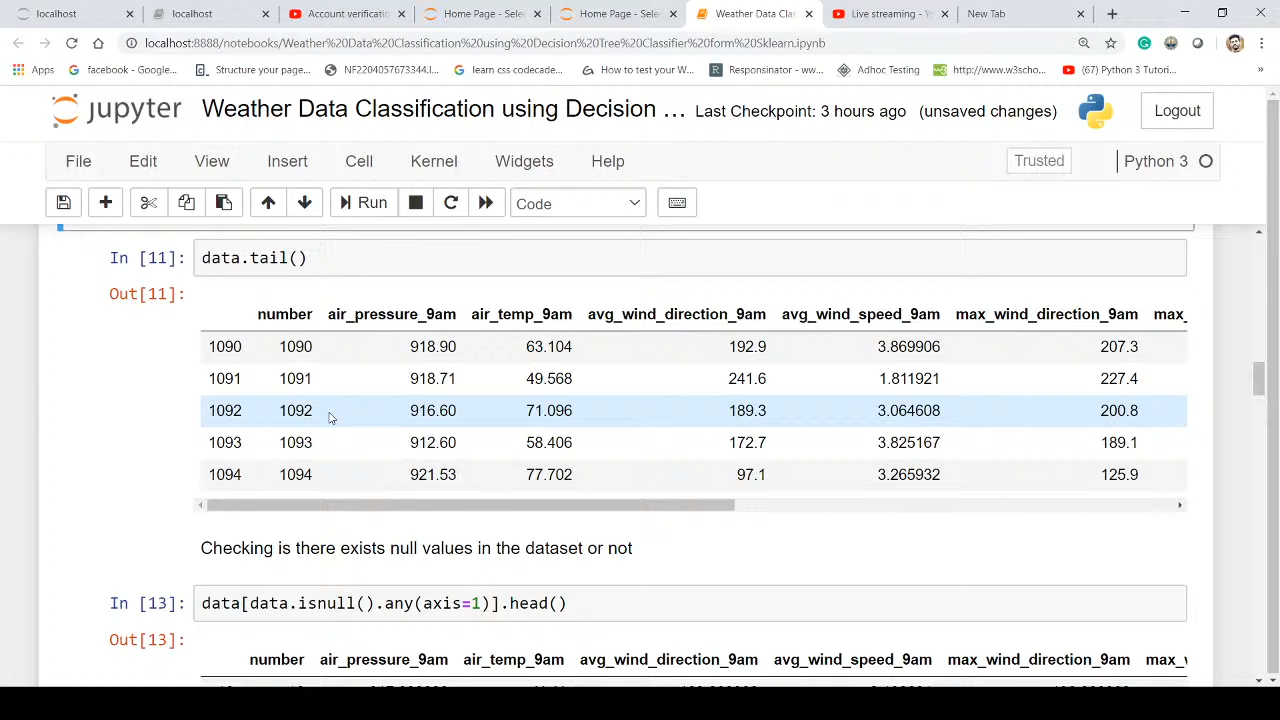 localhost localhost Account verificatio Home Page - Selec Home Page - Selec Weather Data Clas Live streaming - Yo New Tab
localhost:8888/notebooks/Weather%20Data%20Classification%20using%20Decision%20Tree%20Classifier%20form%20Sklearn.ipynb
Apps facebook - Google... Structure your page... NF2204057673344.I... learn css codecade... How to test your W... Responsinator - ww... Adhoc Testing http://www.w3scho... (67) Python 3 Tutori... »
jupyter Weather Data Classification using Decision ... Last Checkpoint: 3 hours ago (unsaved changes) Logout
File Edit View Insert Cell Kernel Widgets Help Trusted Python 3
Run Code
In [11]: data.tail()
Out[11]:
number air_pressure_9am air_temp_9am avg_wind_direction_9am avg_wind_speed_9am max_wind_direction_9am max_
1090 1090 918.90 63.104 192.9 3.869906 207.3
1091 1091 918.71 49.568 241.6 1.811921 227.4
1092 1092 916.60 71.096 189.3 3.064608 200.8
1093 1093 912.60 58.406 172.7 3.825167 189.1
1094 1094 921.53 77.702 97.1 3.265932 125.9
Checking is there exists null values in the dataset or not
In [13]: data[data.isnull().any(axis=1)].head()
Out[13]:
number air_pressure_9am air_temp_9am avg_wind_direction_9am avg_wind_speed_9am max_wind_direction_9am max_